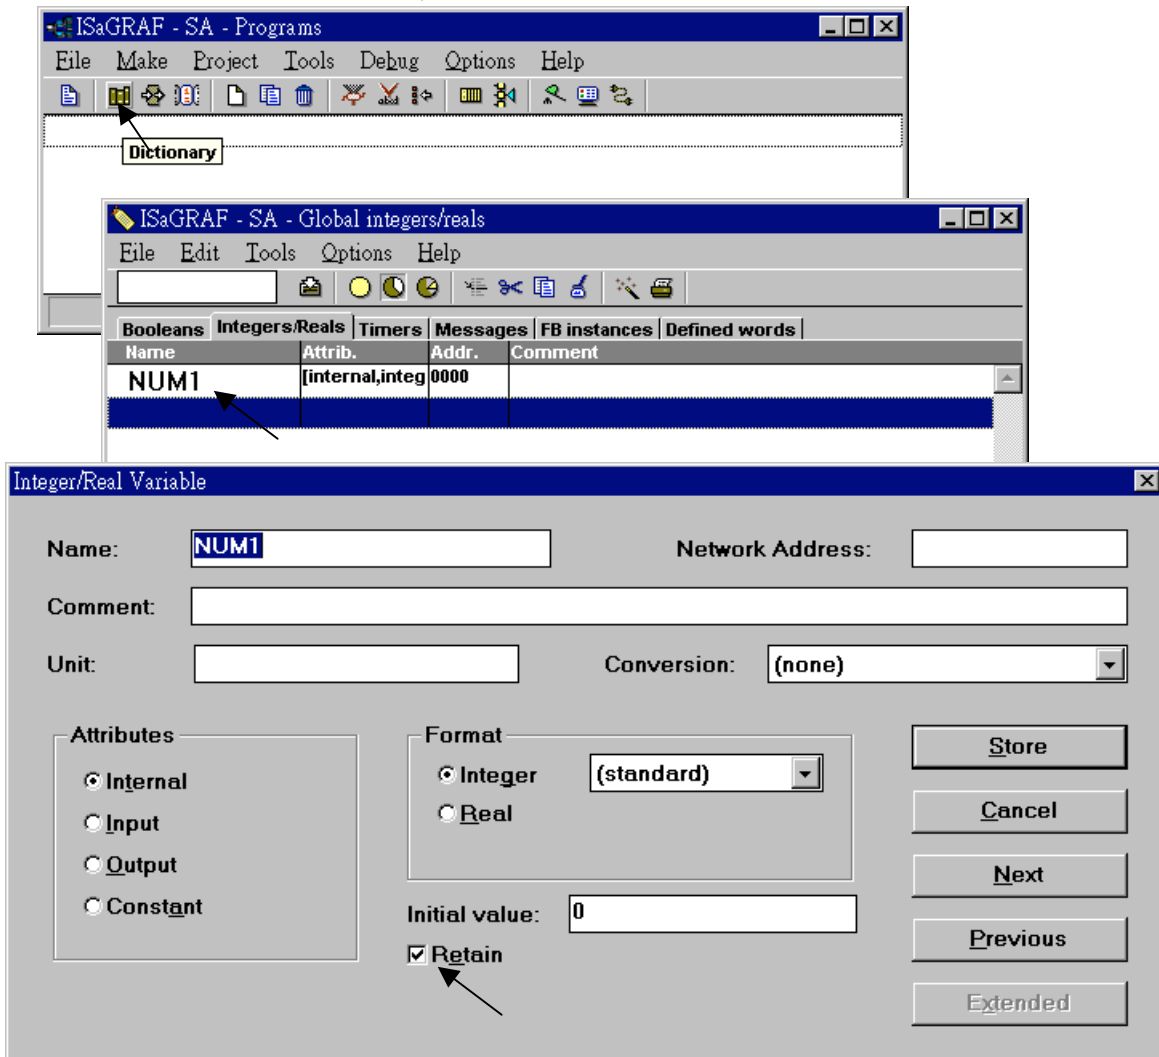 ISaGRAF - SA - Programs
File Make Project Tools Debug Options Help
Dictionary
ISaGRAF - SA - Global integers/reals
File Edit Tools Options Help
Booleans Integers/Reals Timers Messages FB instances Defined words
Name Attrib. Addr. Comment
NUM1 [internal,integ 0000
Integer/Real Variable
Name: NUM1 Network Address:
Comment:
Unit: Conversion: (none)
Attributes Format Store
Internal Integer (standard)
Input Real Cancel
Output Next
Constant Initial value: 0
Retain Previous
Extended